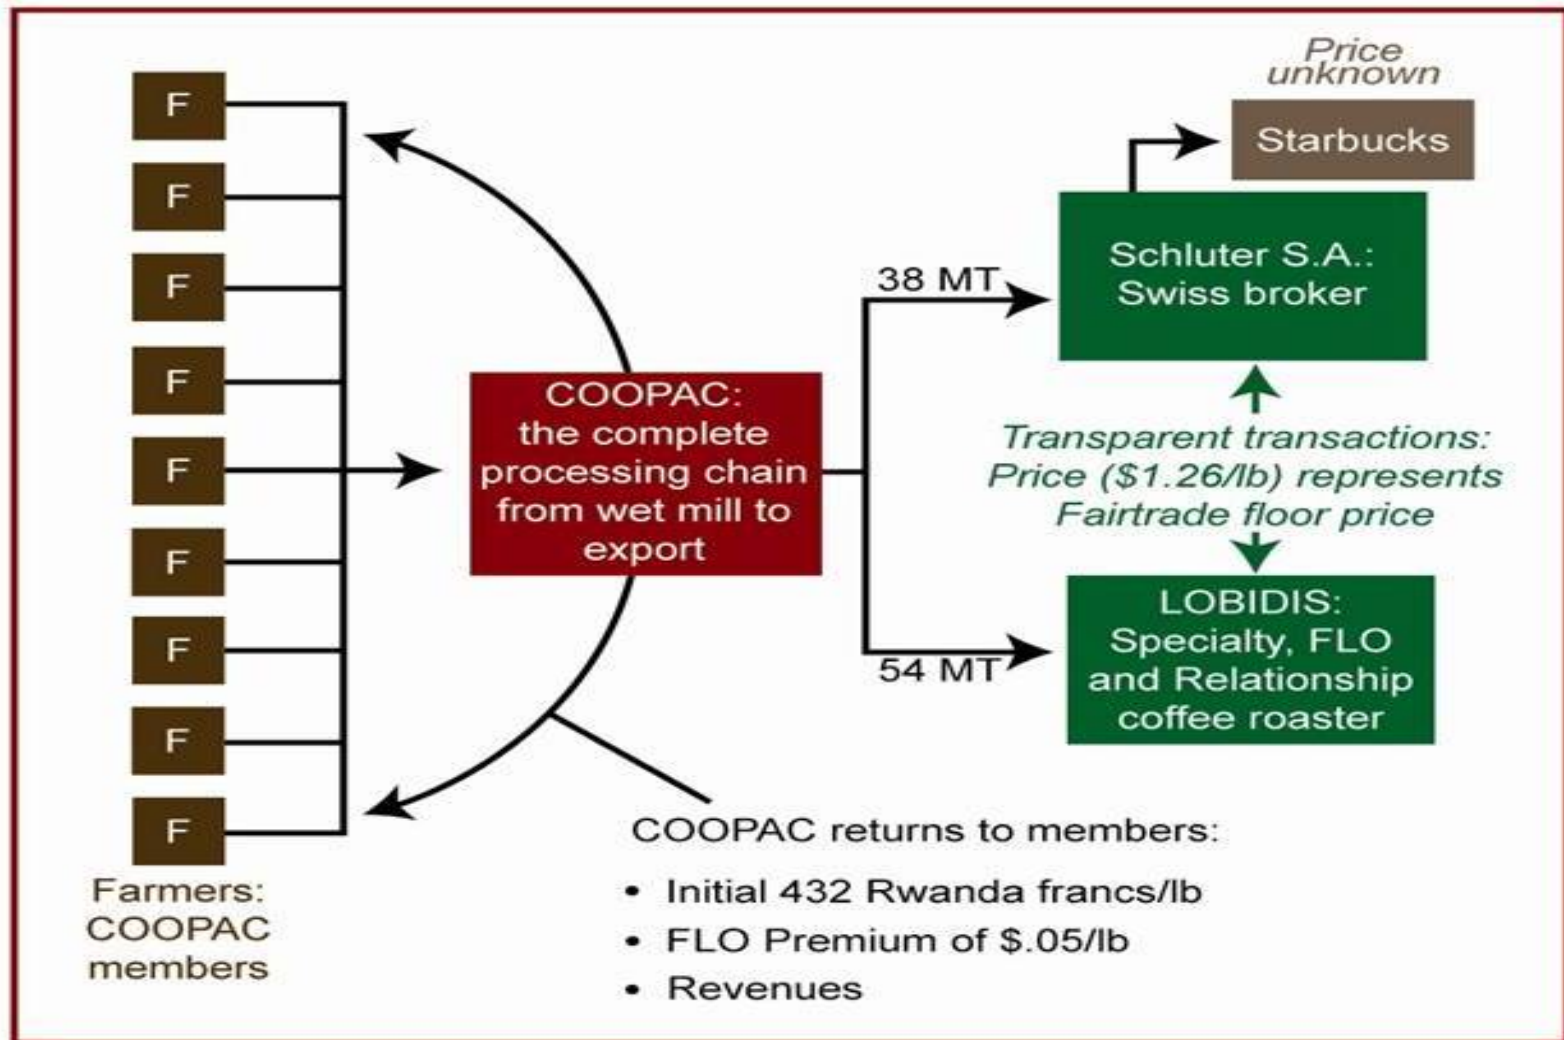 F
F
F
F
F
F
F
F
F
Farmers:
COOPAC
members
COOPAC:
the complete
processing chain
from wet mill to
export
COOPAC returns to members:
• Initial 432 Rwanda francs/lb
• FLO Premium of $.05/lb
• Revenues
38 MT
54 MT
Price
unknown
Starbucks
Schluter S.A.:
Swiss broker
Transparent transactions:
Price ($1.26/lb) represents
Fairtrade floor price
LOBIDIS:
Specialty, FLO
and Relationship
coffee roaster